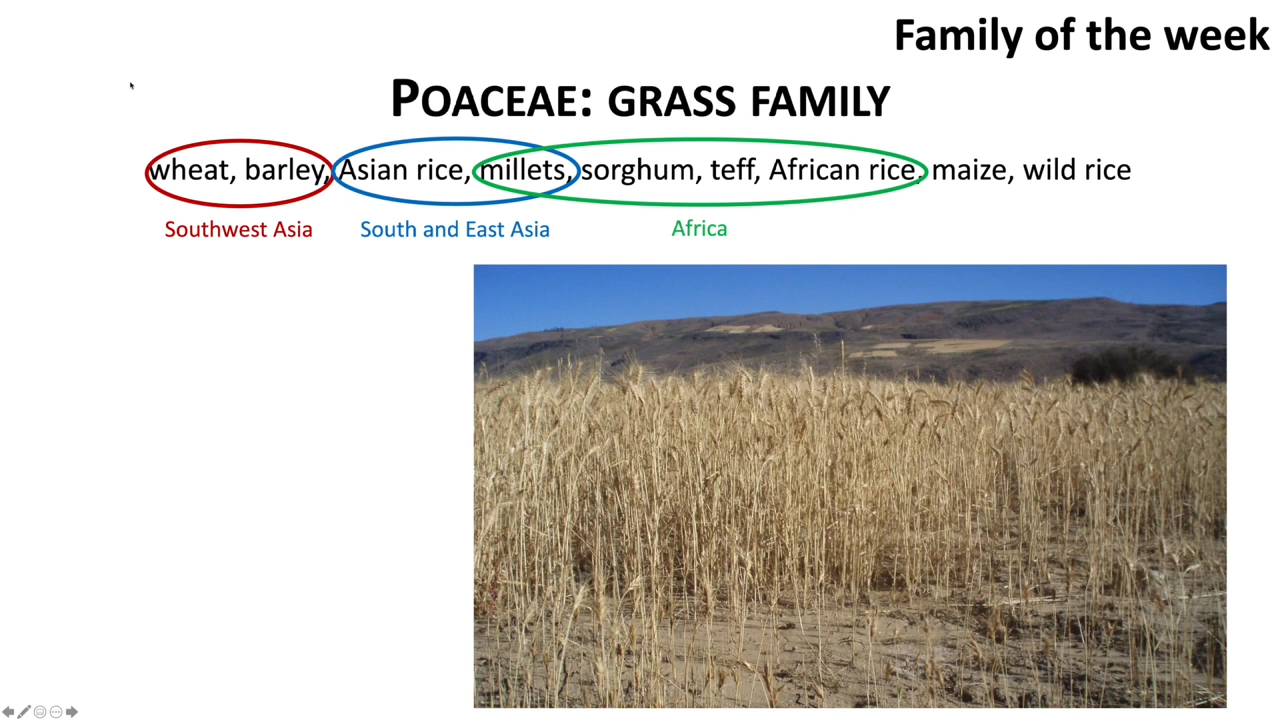 Family of the week
POACEAE: GRASS FAMILY
wheat, barley, Asian rice, millets, sorghum, teff, African rice, maize, wild rice
Southwest Asia South and East Asia Africa